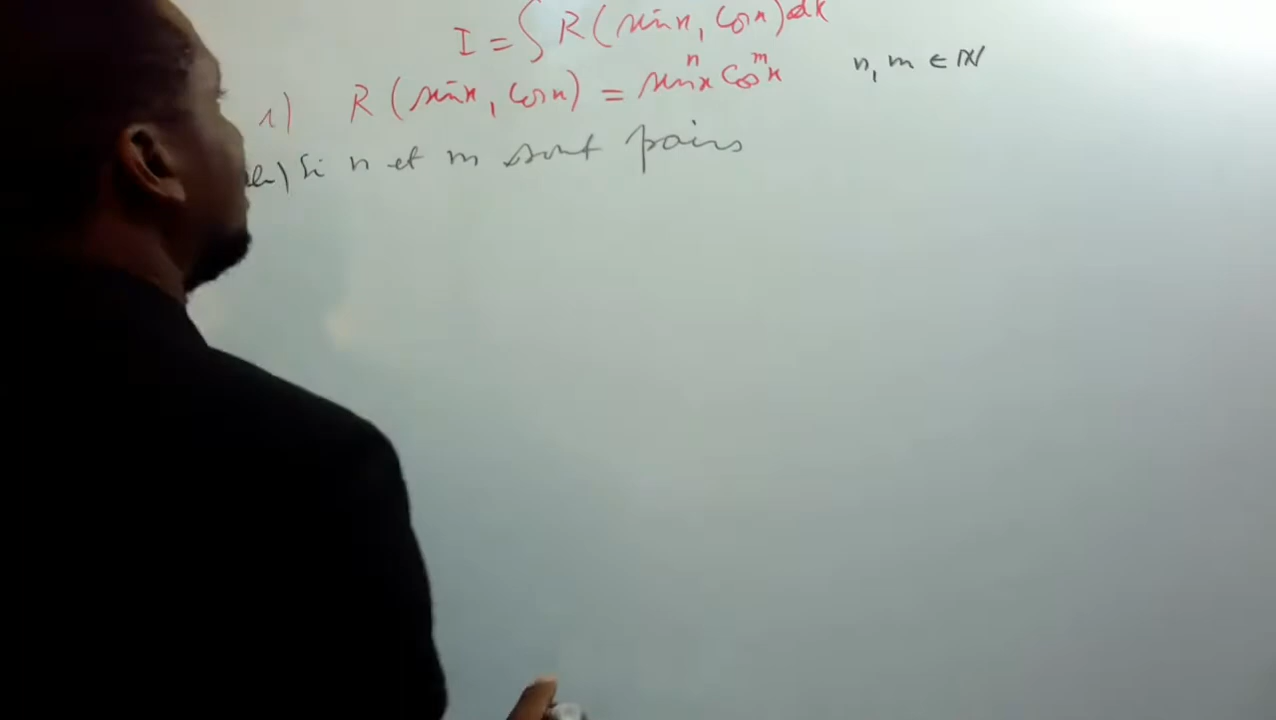 I = ∫ R(sin x, cos x) dx
1) R(sin x, cos x) = sinⁿx cosᵐx n, m ∈ ℕ
a) Si n et m sont pairs